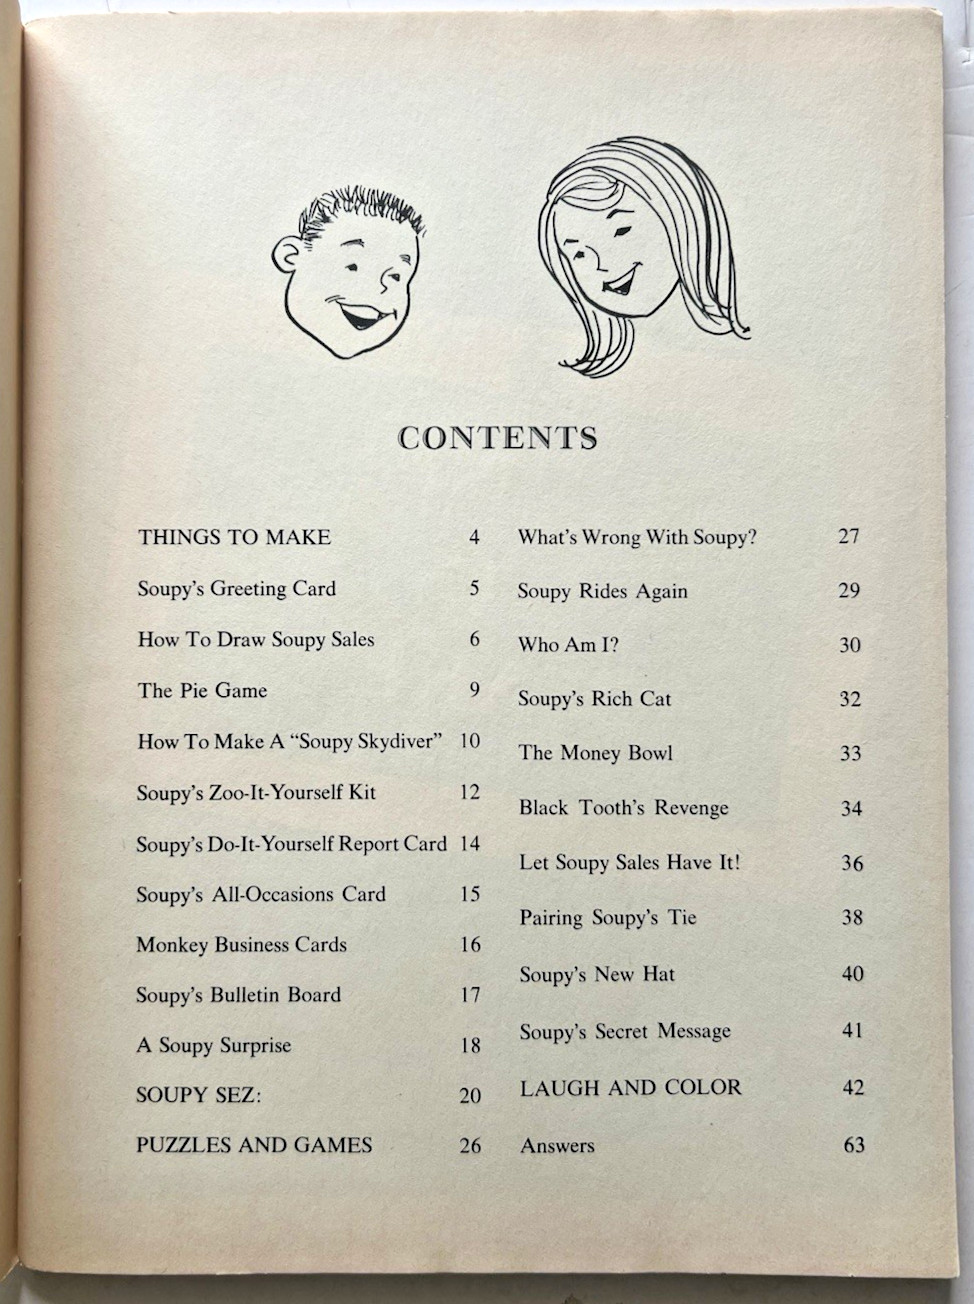 CONTENTS
THINGS TO MAKE 4
Soupy's Greeting Card 5
How To Draw Soupy Sales 6
The Pie Game 9
How To Make A “Soupy Skydiver” 10
Soupy's Zoo-It-Yourself Kit 12
Soupy's Do-It-Yourself Report Card 14
Soupy's All-Occasions Card 15
Monkey Business Cards 16
Soupy's Bulletin Board 17
A Soupy Surprise 18
SOUPY SEZ: 20
PUZZLES AND GAMES 26
What's Wrong With Soupy? 27
Soupy Rides Again 29
Who Am I? 30
Soupy's Rich Cat 32
The Money Bowl 33
Black Tooth's Revenge 34
Let Soupy Sales Have It! 36
Pairing Soupy's Tie 38
Soupy's New Hat 40
Soupy's Secret Message 41
LAUGH AND COLOR 42
Answers 63